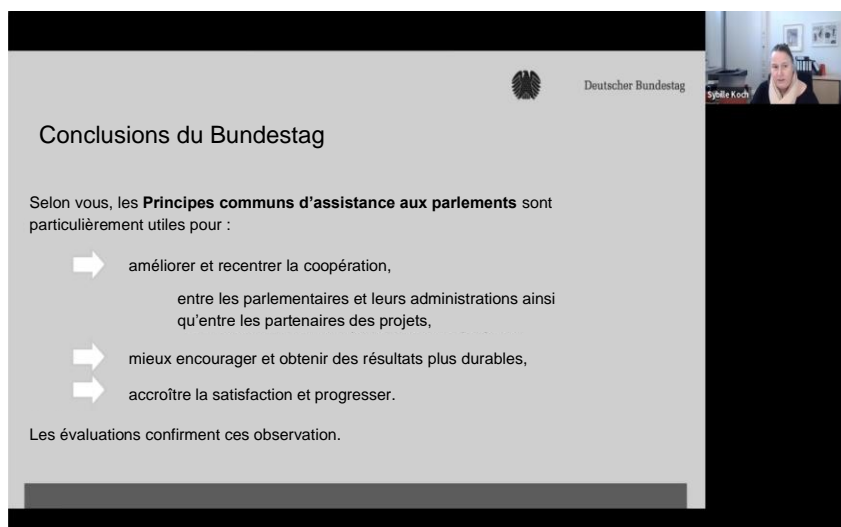 Deutscher Bundestag
Sybille Koch
Conclusions du Bundestag
Selon vous, les Principes communs d'assistance aux parlements sont
particulièrement utiles pour :
améliorer et recentrer la coopération,
entre les parlementaires et leurs administrations ainsi
qu'entre les partenaires des projets,
mieux encourager et obtenir des résultats plus durables,
accroître la satisfaction et progresser.
Les évaluations confirment ces observation.